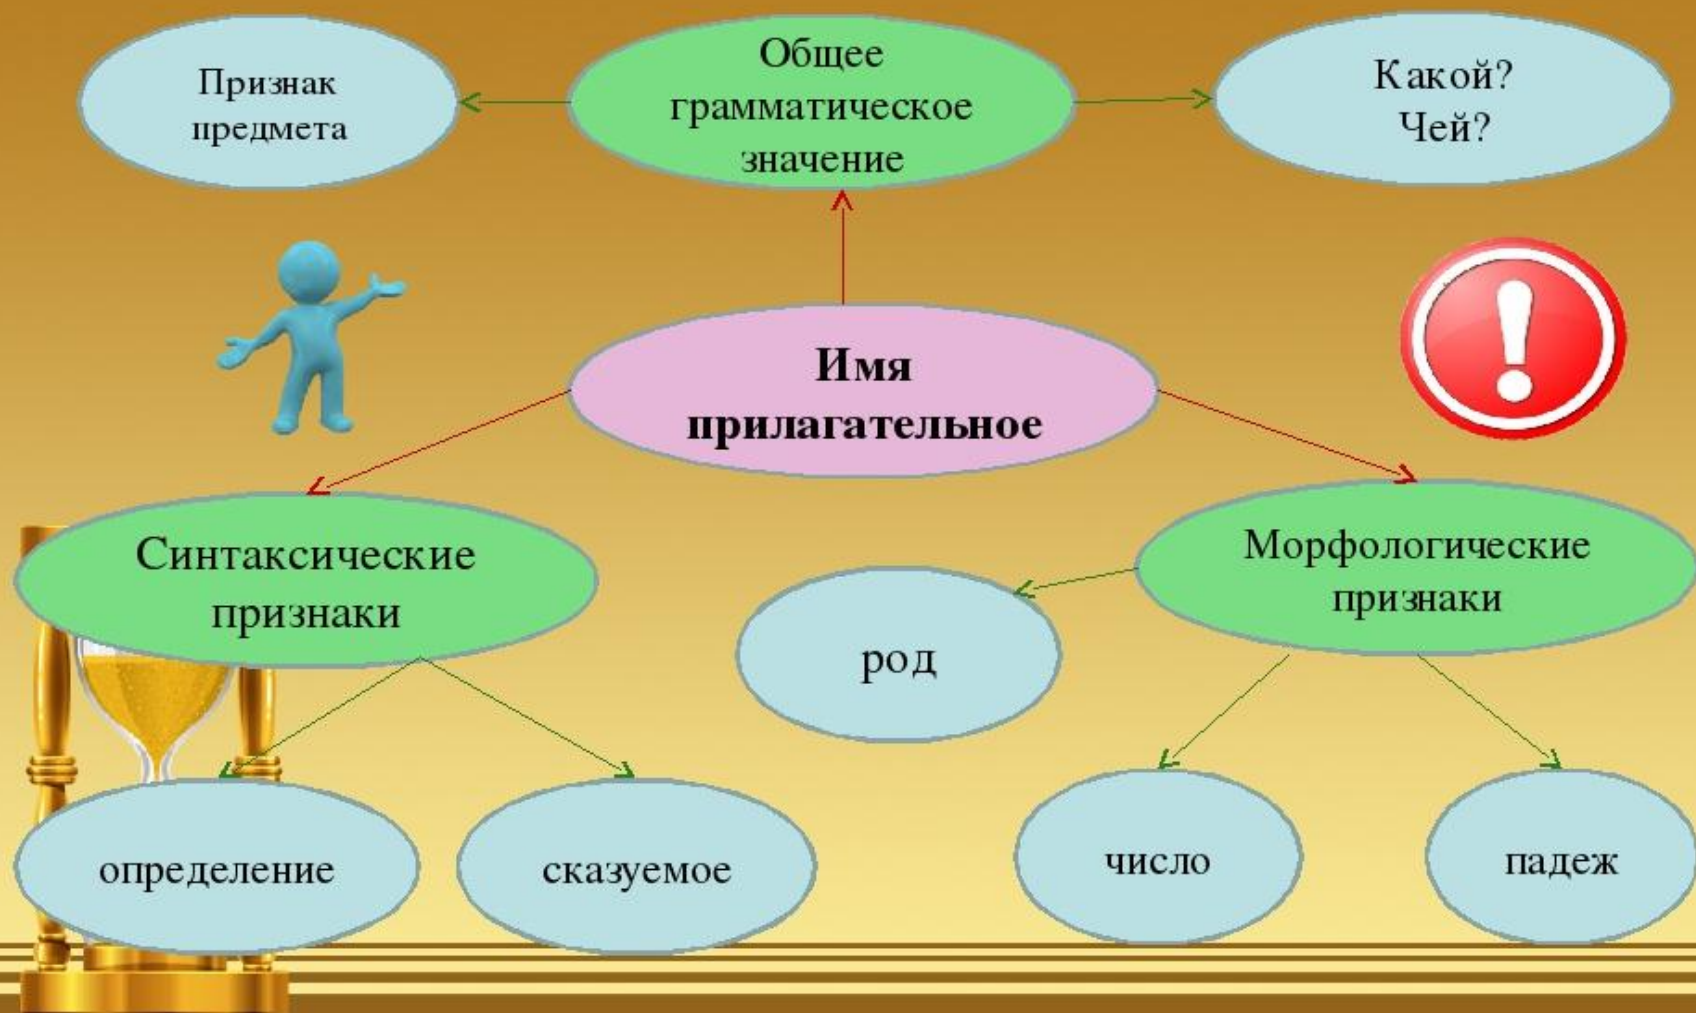 Признак
предмета
Общее
грамматическое
значение
Какой?
Чей?
Имя
прилагательное
Синтаксические
признаки
Морфологические
признаки
род
определение
сказуемое
число
падеж